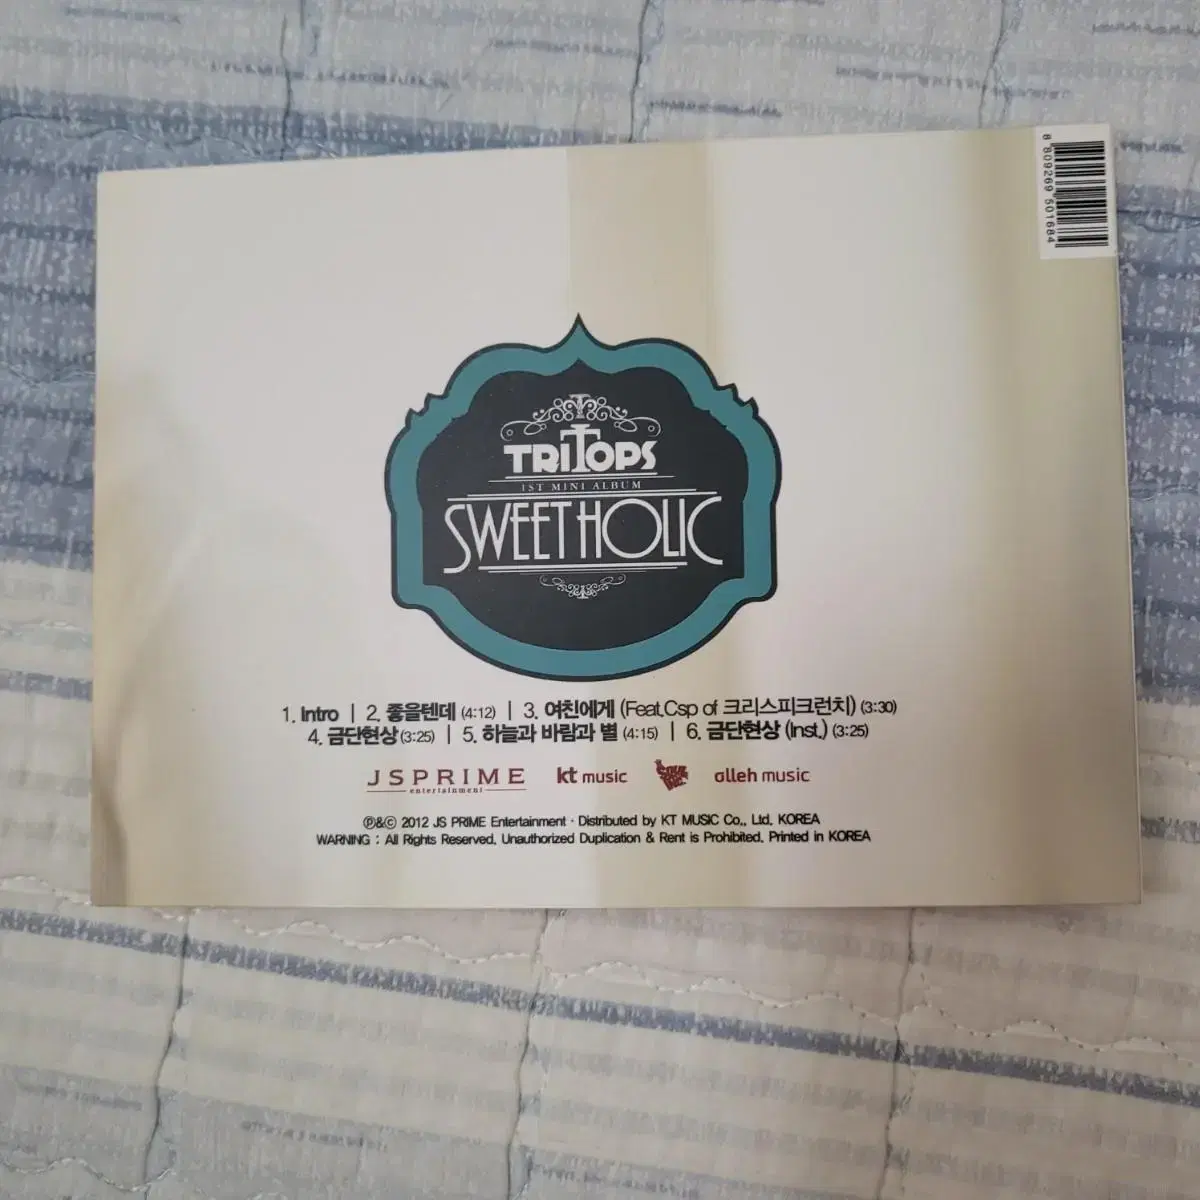 8 809269 501684
TRITOPS
1ST MINI ALBUM
SWEETHOLIC
1. Intro | 2. 좋을텐데 (4:12) | 3. 여친에게 (Feat.Csp of 크리스피크런치) (3:30)
4. 금단현상 (3:25) | 5. 하늘과 바람과 별 (4:15) | 6. 금단현상 (Inst.) (3:25)
JSPRIME kt music olleh music
entertainment
℗&© 2012 JS PRIME Entertainment · Distributed by KT MUSIC Co., Ltd. KOREA
WARNING : All Rights Reserved. Unauthorized Duplication & Rent is Prohibited. Printed in KOREA